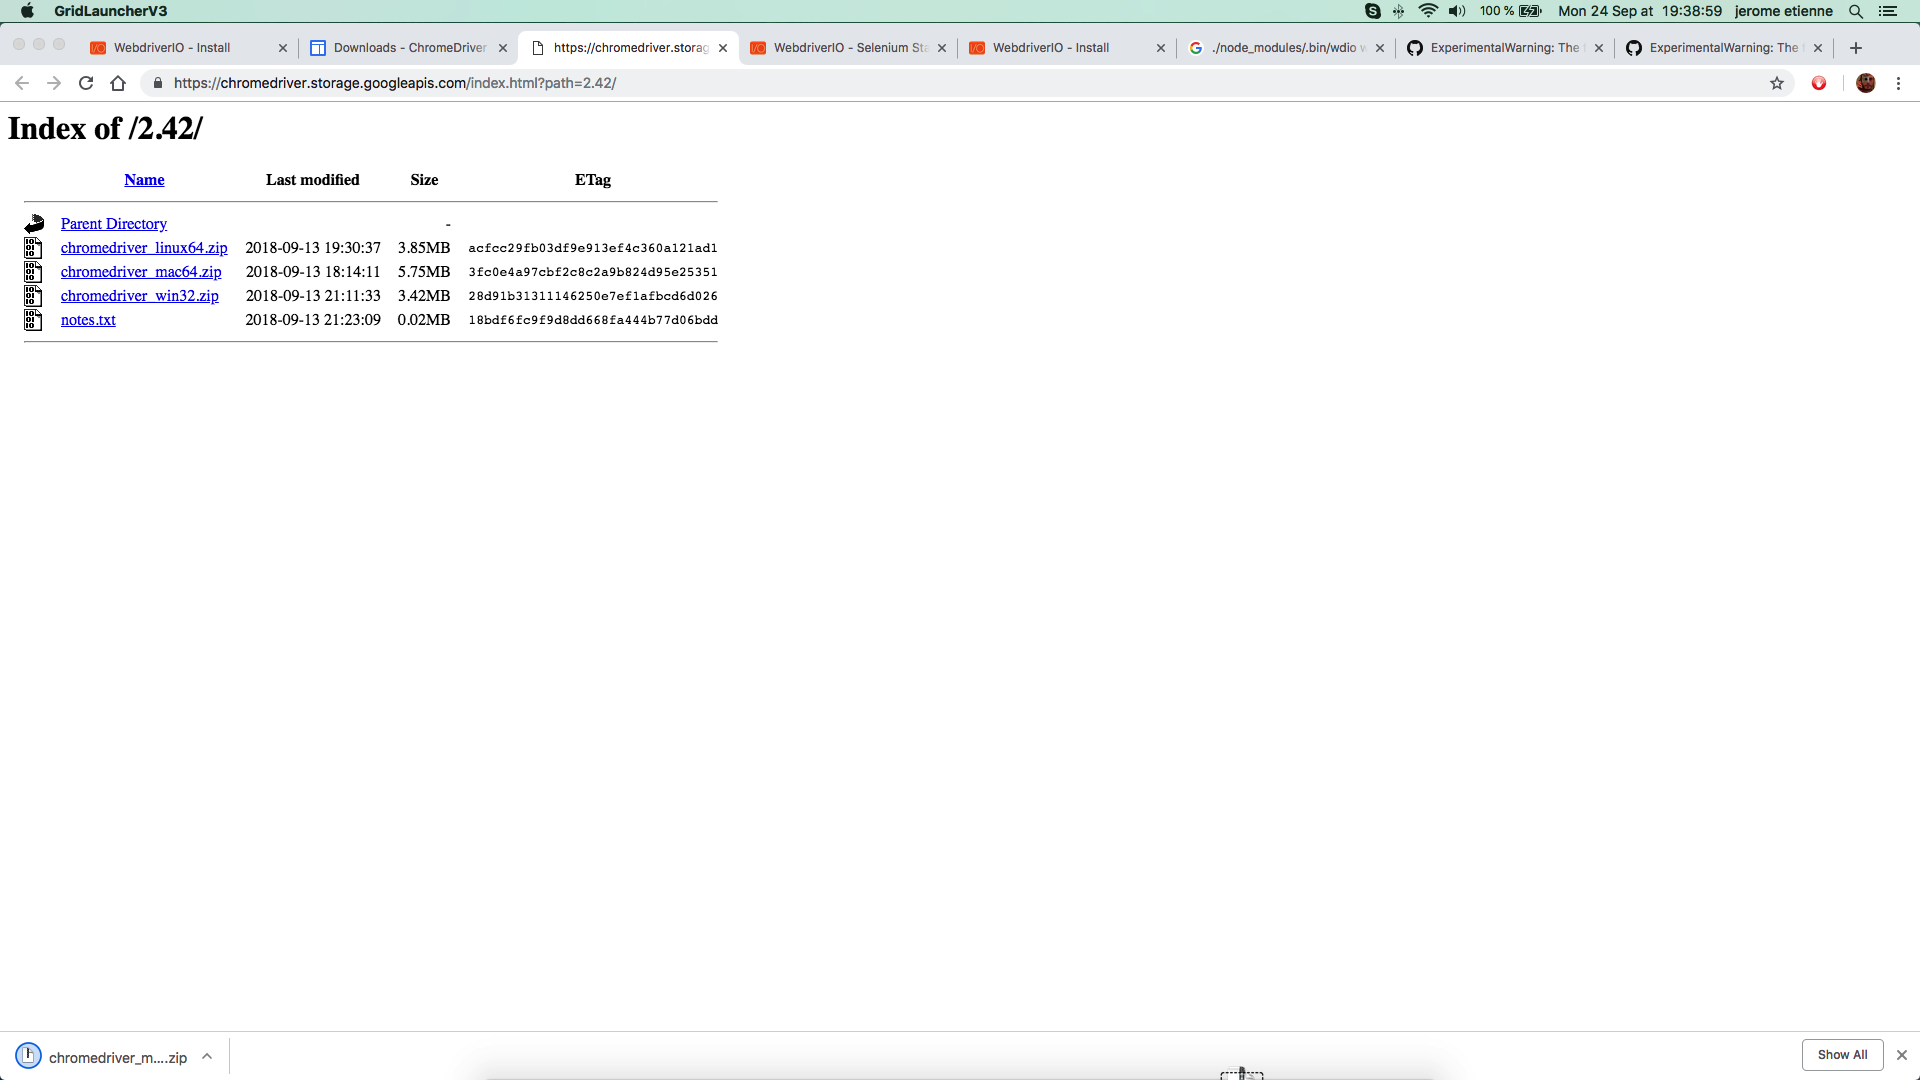 GridLauncherV3
100 %
Mon 24 Sep at 19:38:59
jerome etienne
WebdriverIO - Install
Downloads - ChromeDriver
https://chromedriver.storag
WebdriverIO - Selenium Sta
WebdriverIO - Install
./node_modules/.bin/wdio w
ExperimentalWarning: The f
ExperimentalWarning: The
https://chromedriver.storage.googleapis.com/index.html?path=2.42/
Index of /2.42/
Name Last modified Size ETag
Parent Directory -
chromedriver_linux64.zip 2018-09-13 19:30:37 3.85MB acfcc29fb03df9e913ef4c360a121ad1
chromedriver_mac64.zip 2018-09-13 18:14:11 5.75MB 3fc0e4a97cbf2c8c2a9b824d95e25351
chromedriver_win32.zip 2018-09-13 21:11:33 3.42MB 28d91b31311146250e7ef1afbcd6d026
notes.txt 2018-09-13 21:23:09 0.02MB 18bdf6fc9f9d8dd668fa444b77d06bdd
chromedriver_m....zip
Show All